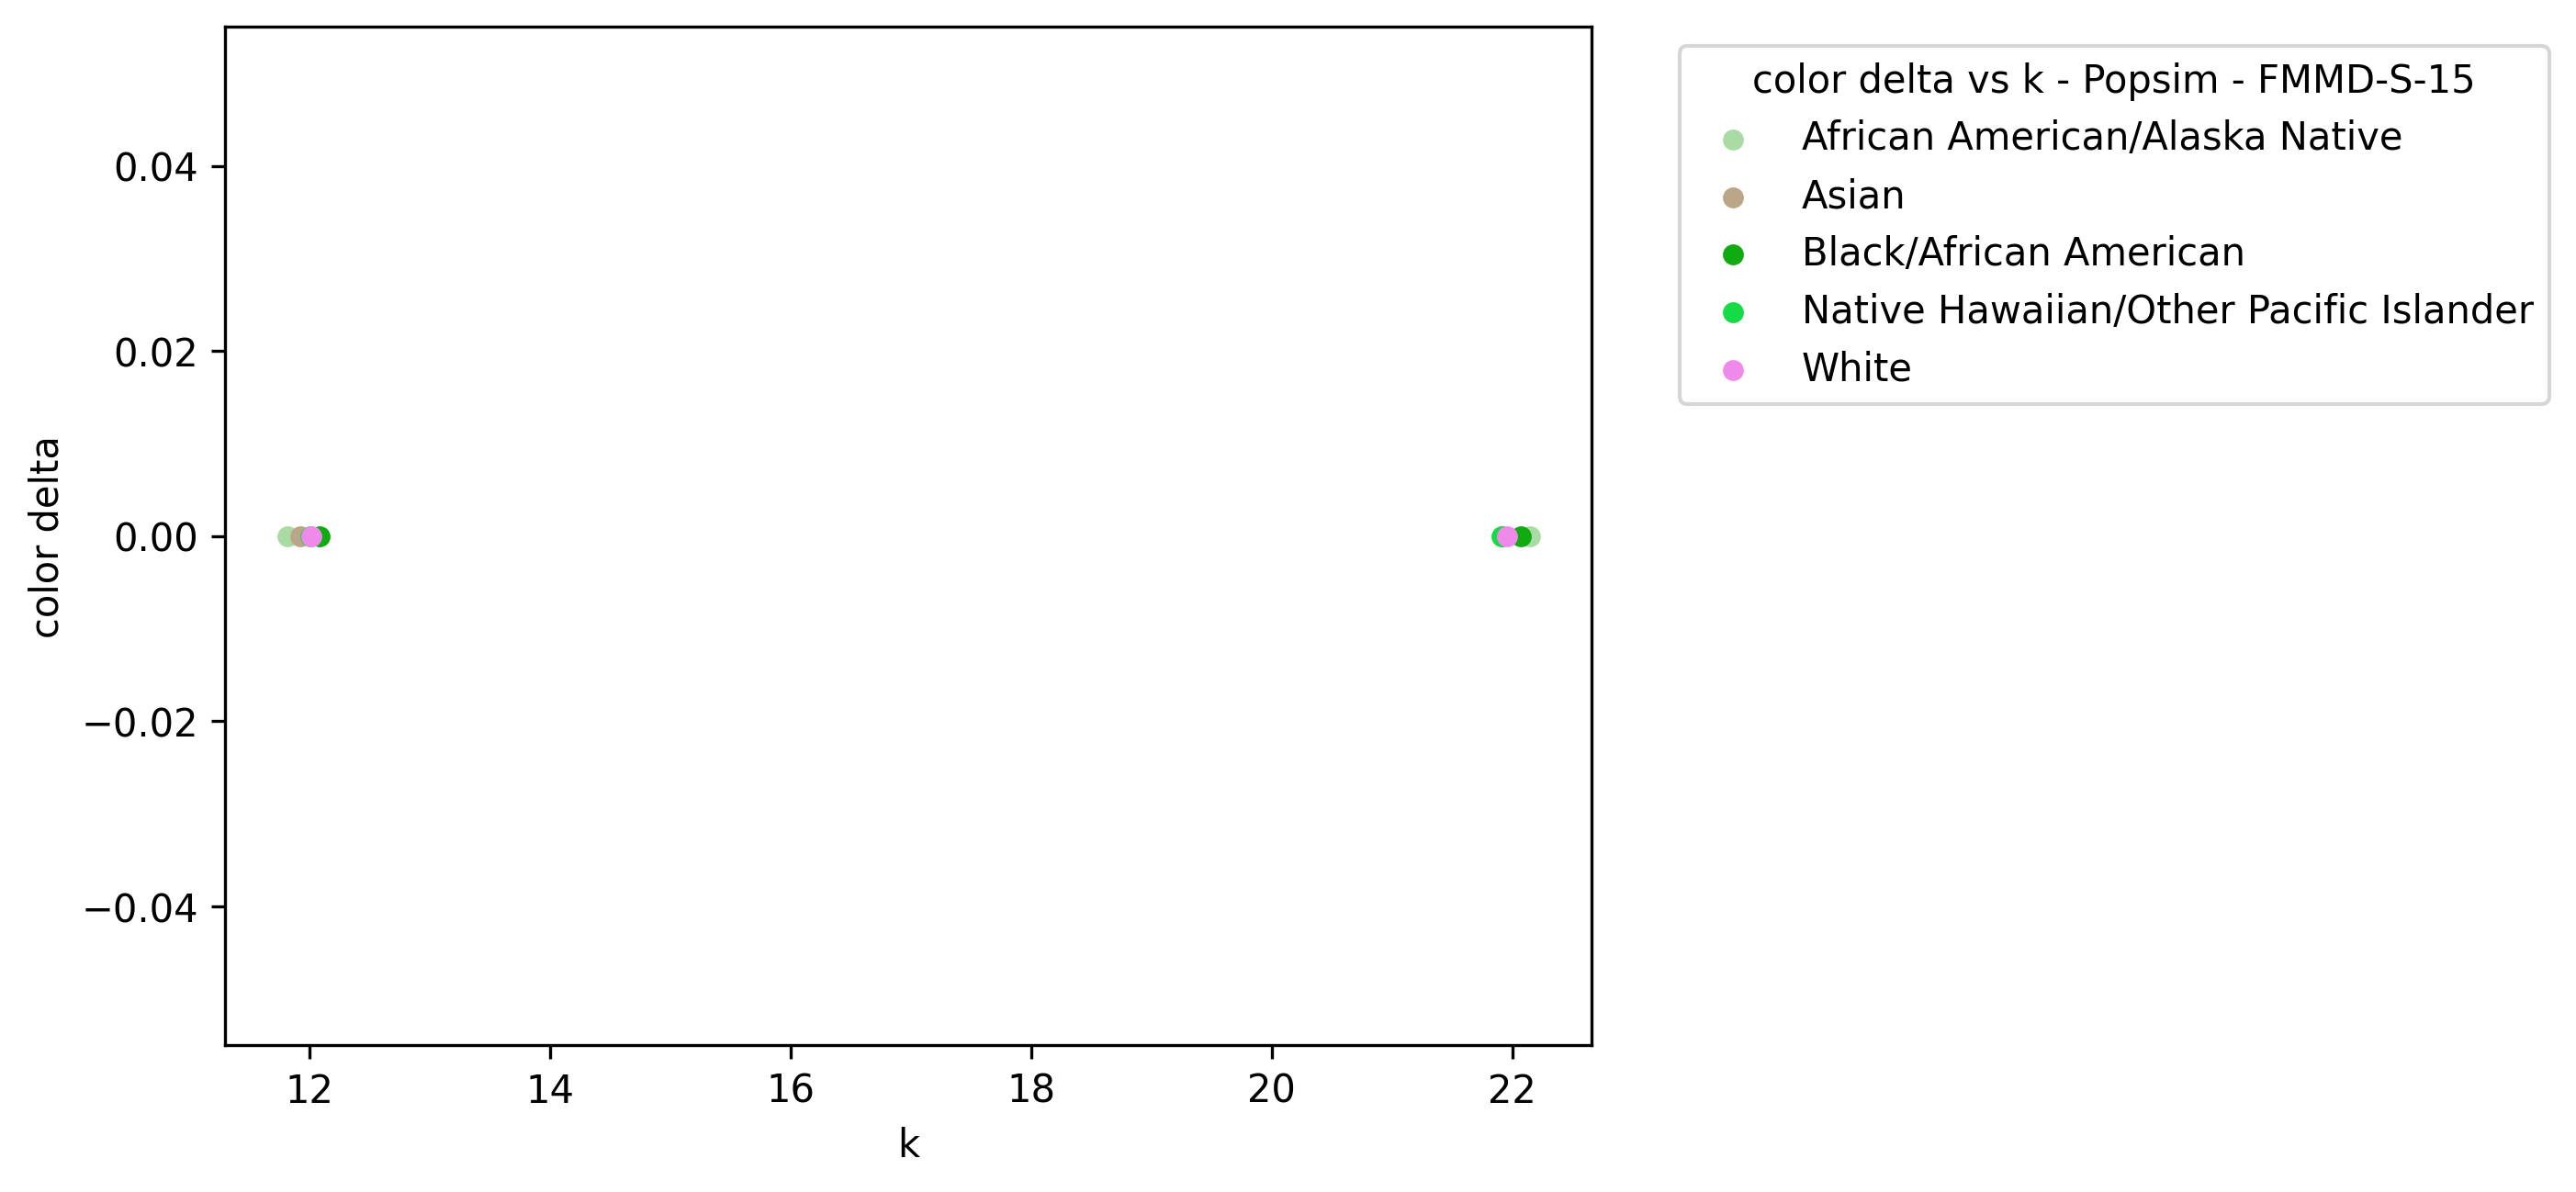 color delta vs k - Popsim - FMMD-S-15
African American/Alaska Native
Asian
Black/African American
Native Hawaiian/Other Pacific Islander
White
color delta
0.04
0.02
0.00
−0.02
−0.04
12 14 16 18 20 22
k